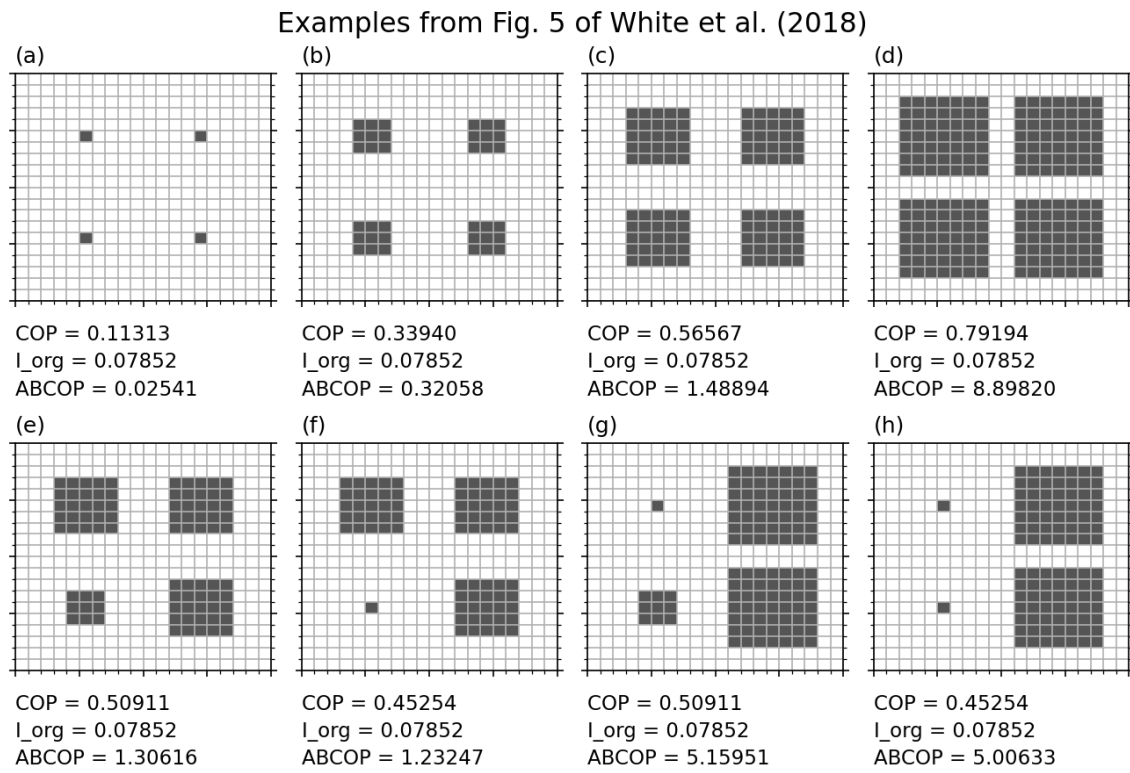 Examples from Fig. 5 of White et al. (2018)
(a)
(b)
(c)
(d)
COP = 0.11313
I_org = 0.07852
ABCOP = 0.02541
COP = 0.33940
I_org = 0.07852
ABCOP = 0.32058
COP = 0.56567
I_org = 0.07852
ABCOP = 1.48894
COP = 0.79194
I_org = 0.07852
ABCOP = 8.89820
(e)
(f)
(g)
(h)
COP = 0.50911
I_org = 0.07852
ABCOP = 1.30616
COP = 0.45254
I_org = 0.07852
ABCOP = 1.23247
COP = 0.50911
I_org = 0.07852
ABCOP = 5.15951
COP = 0.45254
I_org = 0.07852
ABCOP = 5.00633